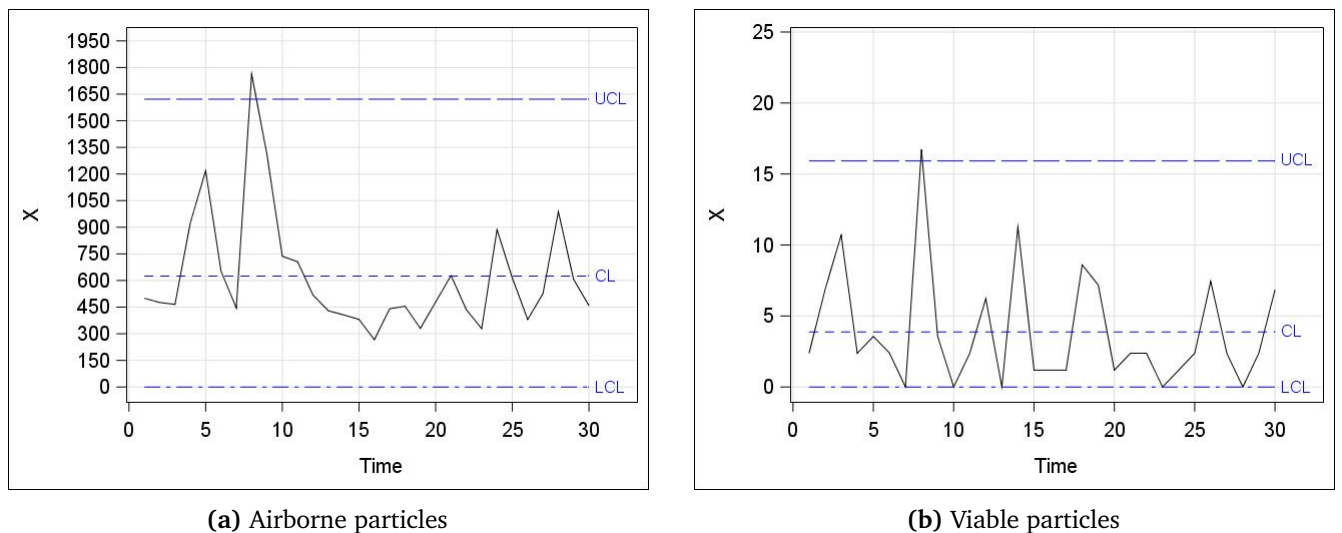 1950
1800
1650
1500
1350
1200
1050
900
750
600
450
300
150
0
X
UCL
CL
LCL
0 5 10 15 20 25 30
Time
(a) Airborne particles
25
20
15
10
5
0
X
UCL
CL
LCL
0 5 10 15 20 25 30
Time
(b) Viable particles